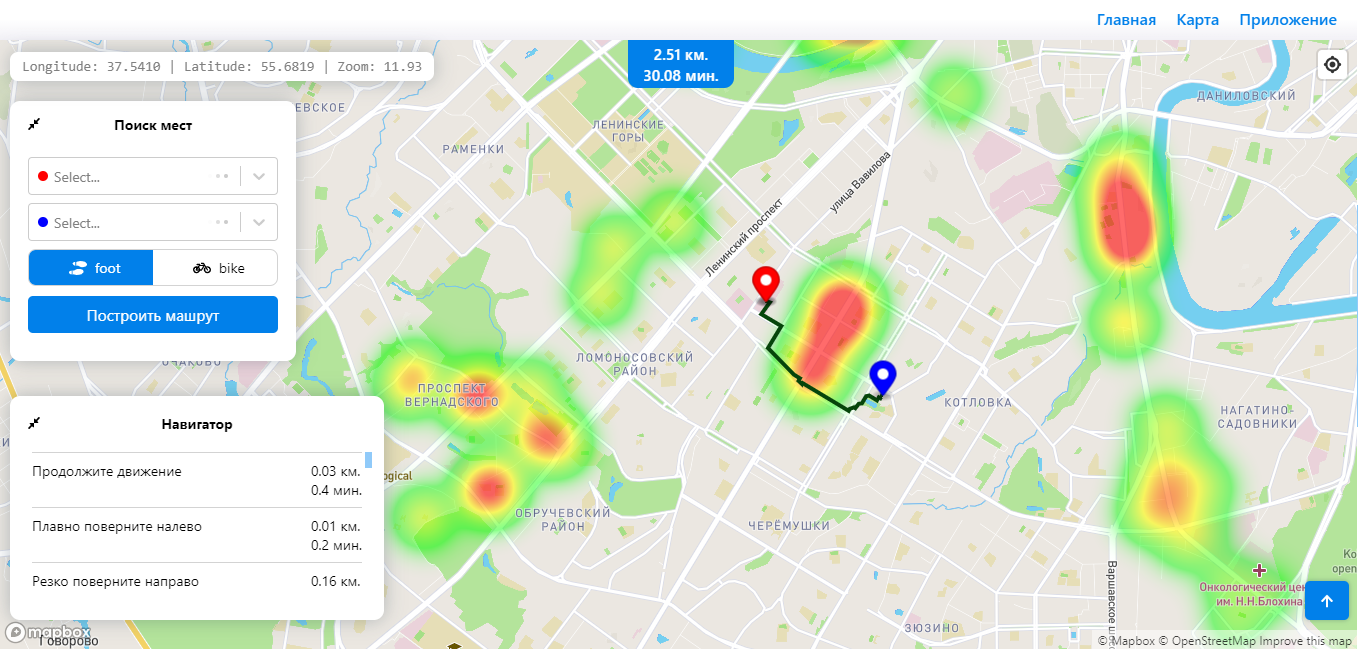 Главная Карта Приложение
Longitude: 37.5410 | Latitude: 55.6819 | Zoom: 11.93
2.51 км.
30.08 мин.
Поиск мест
Select...
Select...
foot bike
Построить машрут
Навигатор
Продолжите движение 0.03 км.
0.4 мин.
Плавно поверните налево 0.01 км.
0.2 мин.
Резко поверните направо 0.16 км.
ЕВСКОЕ
РАМЕНКИ
ЛЕНИНСКИЕ
ГОРЫ
ДАНИЛОВСКИЙ
улица Вавилова
Ленинский проспект
ОЧАКОВО
ЛОМОНОСОВСКИЙ
РАЙОН
ПРОСПЕКТ
ВЕРНАДСКОГО
КОТЛОВКА
НАГАТИНО-
САДОВНИКИ
ogical
ОБРУЧЕВСКИЙ
РАЙОН
ЧЕРЁМУШКИ
Варшавское ш
Ко
open
Онкологический цен
им. Н.Н.Блохина
ЗЮЗИНО
mapbox
Говорово
© Mapbox © OpenStreetMap Improve this map